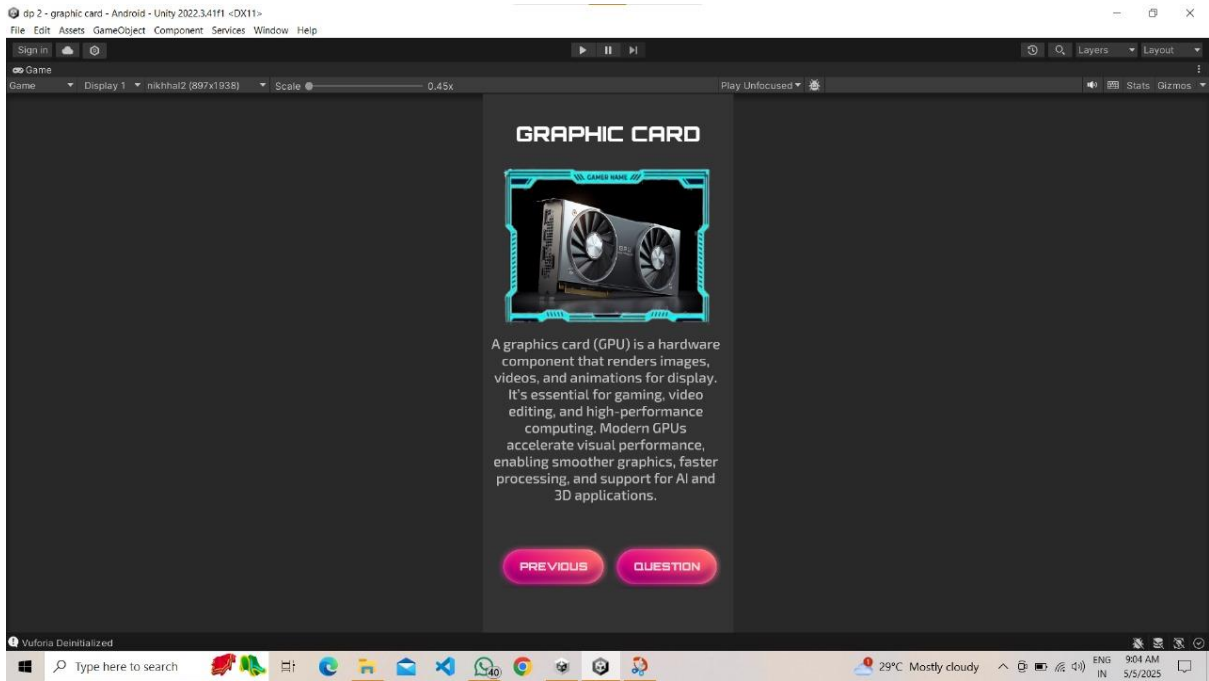 dp 2 - graphic card - Android - Unity 2022.3.41f1 <DX11>
File Edit Assets GameObject Component Services Window Help
Sign in
Layers Layout
Game
Game Display 1 nikhhal2 (897x1938) Scale 0.45x Play Unfocused Stats Gizmos
GRAPHIC CARD
GAMER NAME
A graphics card (GPU) is a hardware
component that renders images,
videos, and animations for display.
It's essential for gaming, video
editing, and high-performance
computing. Modern GPUs
accelerate visual performance,
enabling smoother graphics, faster
processing, and support for AI and
3D applications.
PREVIOUS QUESTION
Vuforia Deinitialized
Type here to search 40 29°C Mostly cloudy ENG 9:04 AM
IN 5/5/2025